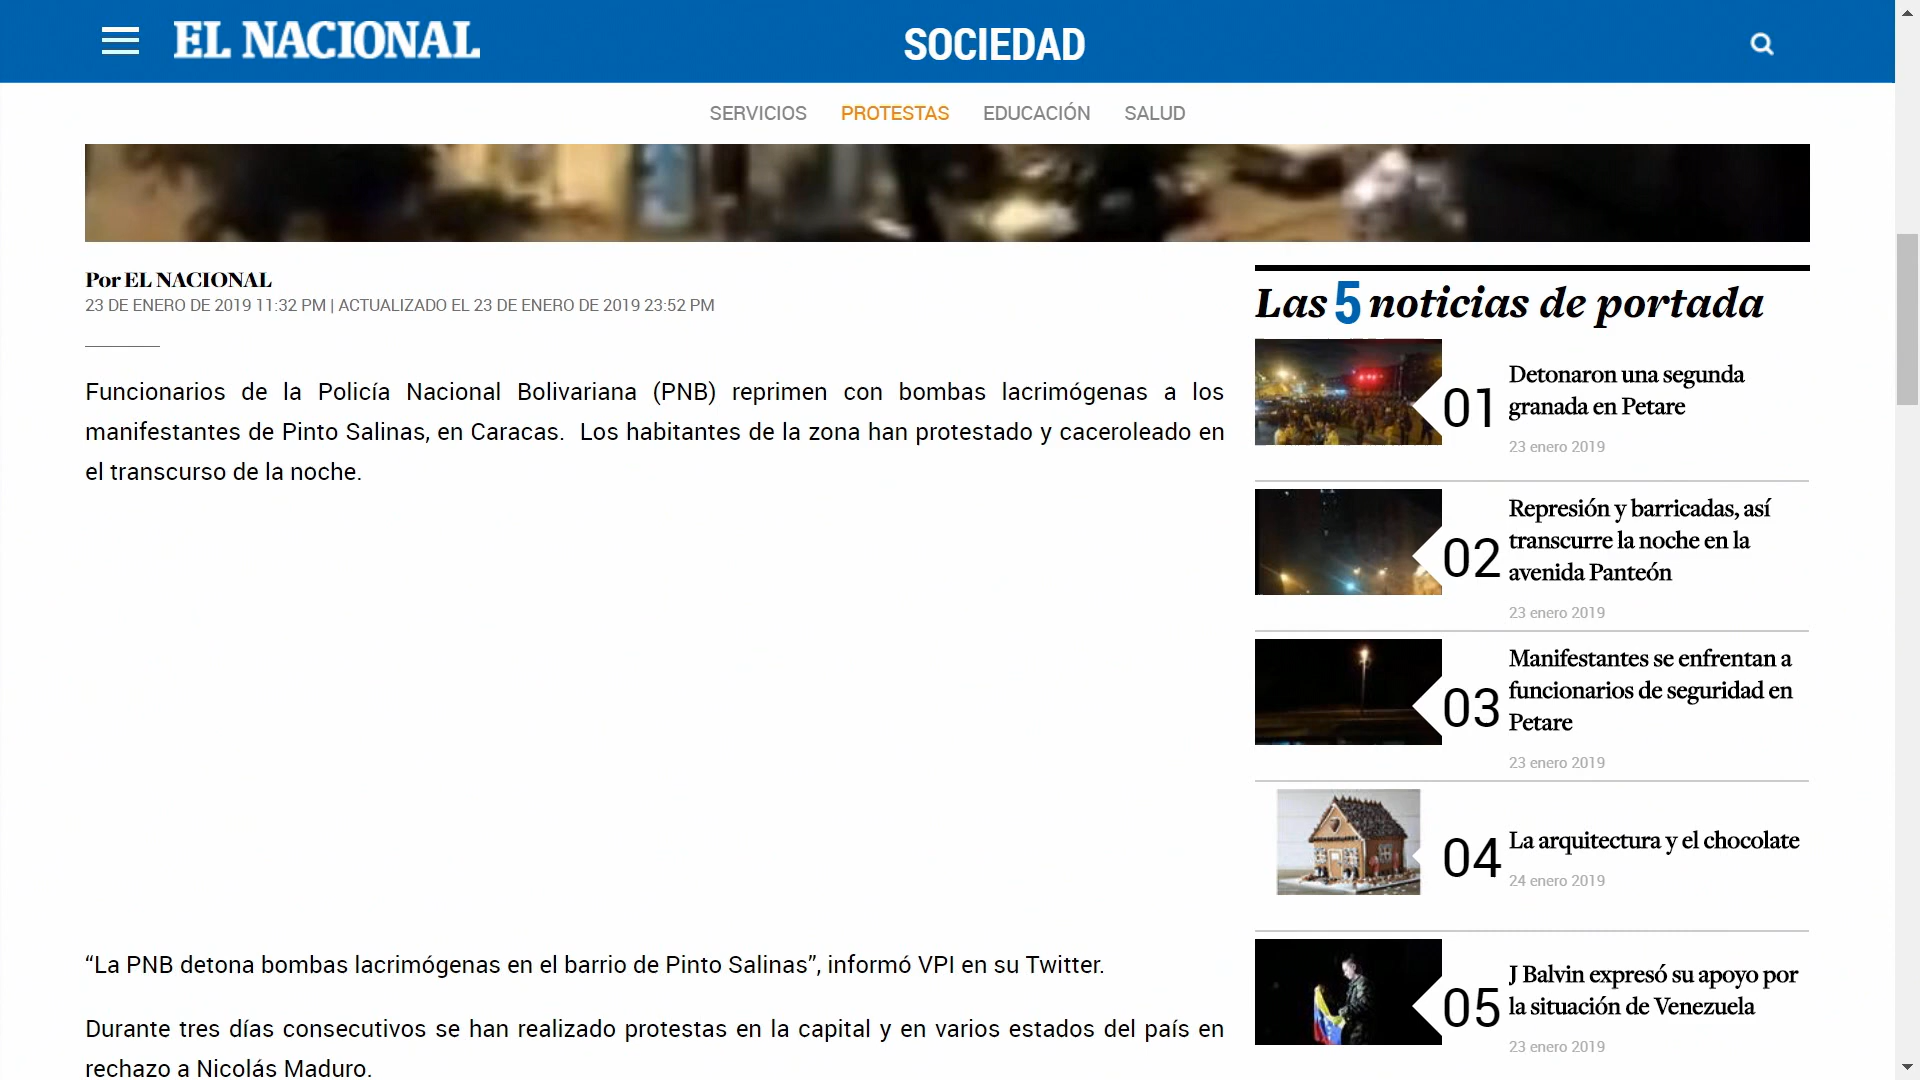 EL NACIONAL
SOCIEDAD
SERVICIOS PROTESTAS EDUCACIÓN SALUD
Por EL NACIONAL
23 DE ENERO DE 2019 11:32 PM | ACTUALIZADO EL 23 DE ENERO DE 2019 23:52 PM
Funcionarios de la Policía Nacional Bolivariana (PNB) reprimen con bombas lacrimógenas a los
manifestantes de Pinto Salinas, en Caracas. Los habitantes de la zona han protestado y caceroleado en
el transcurso de la noche.
“La PNB detona bombas lacrimógenas en el barrio de Pinto Salinas”, informó VPI en su Twitter.
Durante tres días consecutivos se han realizado protestas en la capital y en varios estados del país en
rechazo a Nicolás Maduro.
Las 5 noticias de portada
01
Detonaron una segunda
granada en Petare
23 enero 2019
02
Represión y barricadas, así
transcurre la noche en la
avenida Panteón
23 enero 2019
03
Manifestantes se enfrentan a
funcionarios de seguridad en
Petare
23 enero 2019
04
La arquitectura y el chocolate
24 enero 2019
05
J Balvin expresó su apoyo por
la situación de Venezuela
23 enero 2019